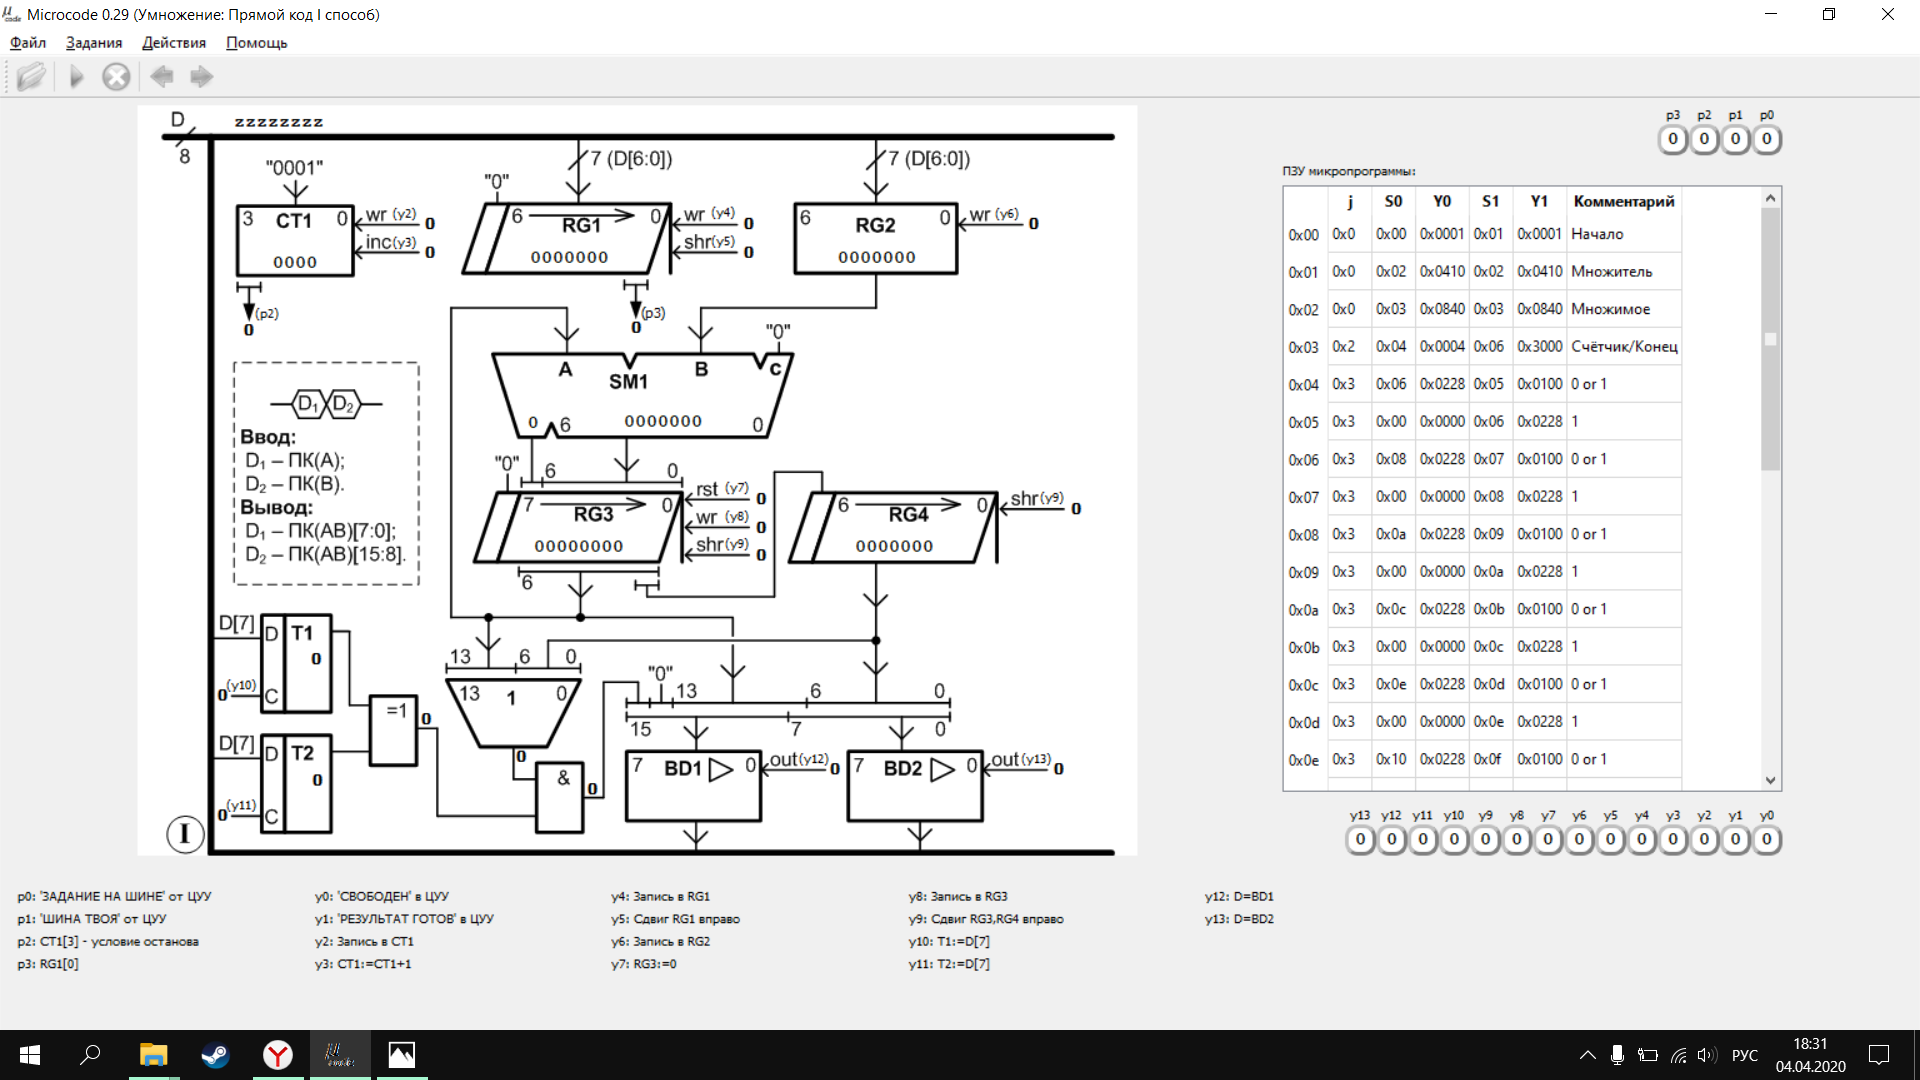 Microcode 0.29 (Умножение: Прямой код I способ)
Файл Задания Действия Помощь
D zzzzzzzz
8
"0001"
3 CT1 0
0000
wr (y2) 0
inc(y3) 0
(p2)
0
7 (D[6:0])
"0"
6 RG1 0
0000000
wr (y4) 0
shr(y5) 0
(p3)
0
7 (D[6:0])
6 RG2 0
0000000
wr (y6) 0
"0"
A SM1 B C
0 6 0000000 0
D₁ D₂
Ввод:
D₁ – ПК(A);
D₂ – ПК(B).
Вывод:
D₁ – ПК(AB)[7:0];
D₂ – ПК(AB)[15:8].
"0" 6 0
7 RG3 0
00000000
rst (y7) 0
wr (y8) 0
shr(y9) 0
6
6 RG4 0
0000000
shr(y9) 0
D[7] D T1
0
0 (y10) C
D[7] D T2
0
0 (y11) C
=1 0
13 6 0
13 1 0
0
& 0
"0"
13 6 0
15 7 0
7 BD1 0
out(y12) 0
7 BD2 0
out(y13) 0
I
p3 p2 p1 p0
0 0 0 0
ПЗУ микропрограммы:
j S0 Y0 S1 Y1 Комментарий
0x00 0x0 0x00 0x0001 0x01 0x0001 Начало
0x01 0x0 0x02 0x0410 0x02 0x0410 Множитель
0x02 0x0 0x03 0x0840 0x03 0x0840 Множимое
0x03 0x2 0x04 0x0004 0x06 0x3000 Счётчик/Конец
0x04 0x3 0x06 0x0228 0x05 0x0100 0 or 1
0x05 0x3 0x00 0x0000 0x06 0x0228 1
0x06 0x3 0x08 0x0228 0x07 0x0100 0 or 1
0x07 0x3 0x00 0x0000 0x08 0x0228 1
0x08 0x3 0x0a 0x0228 0x09 0x0100 0 or 1
0x09 0x3 0x00 0x0000 0x0a 0x0228 1
0x0a 0x3 0x0c 0x0228 0x0b 0x0100 0 or 1
0x0b 0x3 0x00 0x0000 0x0c 0x0228 1
0x0c 0x3 0x0e 0x0228 0x0d 0x0100 0 or 1
0x0d 0x3 0x00 0x0000 0x0e 0x0228 1
0x0e 0x3 0x10 0x0228 0x0f 0x0100 0 or 1
y13 y12 y11 y10 y9 y8 y7 y6 y5 y4 y3 y2 y1 y0
0 0 0 0 0 0 0 0 0 0 0 0 0 0
p0: 'ЗАДАНИЕ НА ШИНЕ' от ЦУУ
p1: 'ШИНА ТВОЯ' от ЦУУ
p2: CT1[3] - условие останова
p3: RG1[0]
y0: 'СВОБОДЕН' в ЦУУ
y1: 'РЕЗУЛЬТАТ ГОТОВ' в ЦУУ
y2: Запись в CT1
y3: CT1:=CT1+1
y4: Запись в RG1
y5: Сдвиг RG1 вправо
y6: Запись в RG2
y7: RG3:=0
y8: Запись в RG3
y9: Сдвиг RG3,RG4 вправо
y10: T1:=D[7]
y11: T2:=D[7]
y12: D=BD1
y13: D=BD2
РУС
18:31
04.04.2020